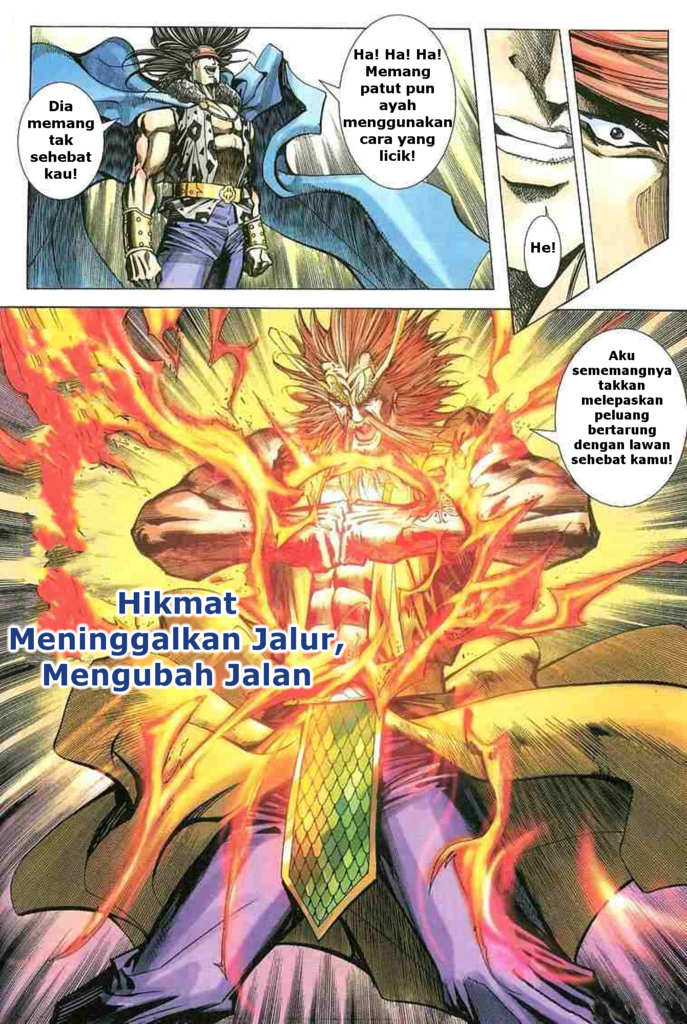 Dia
memang
tak
sehebat
kau!
Ha! Ha! Ha!
Memang
patut pun
ayah
menggunakan
cara yang
licik!
He!
Aku
sememangnya
takkan
melepaskan
peluang
bertarung
dengan lawan
sehebat kamu!
Hikmat
Meninggalkan Jalur,
Mengubah Jalan